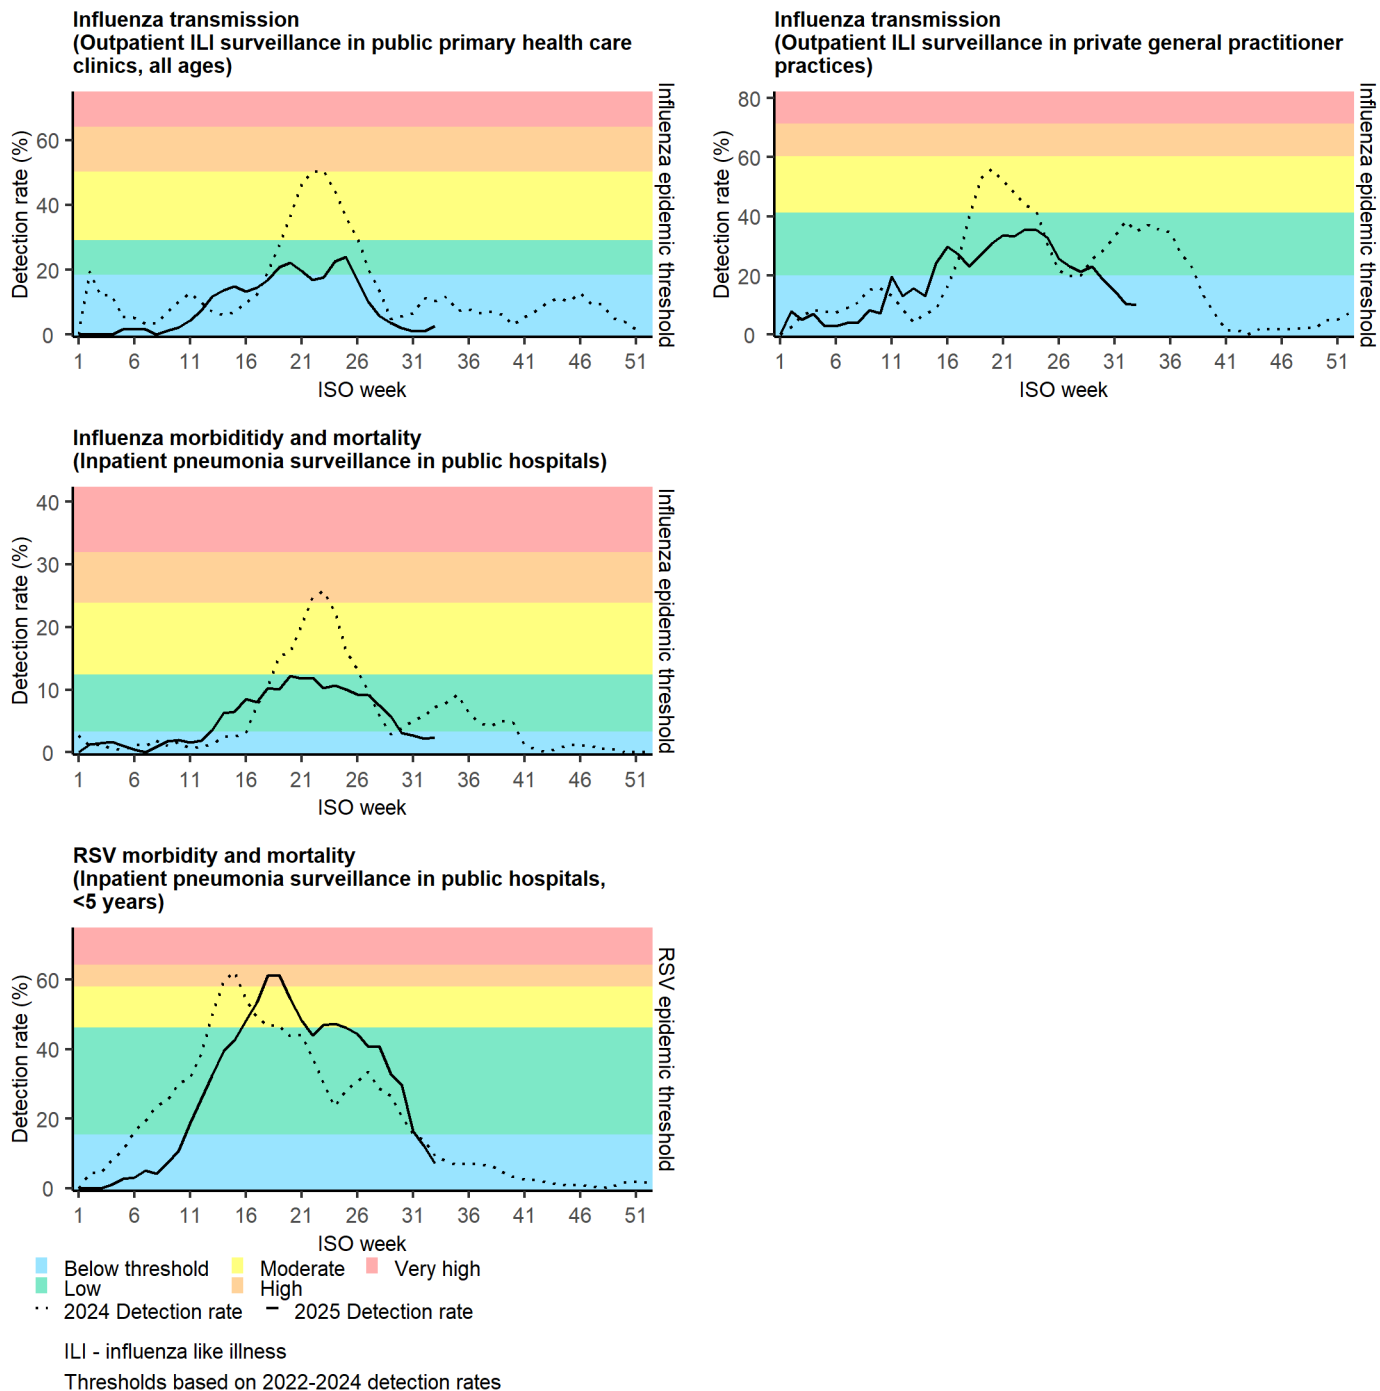 Influenza transmission
(Outpatient ILI surveillance in public primary health care
clinics, all ages)
Detection rate (%)
60
40
20
0
1 6 11 16 21 26 31 36 41 46 51
ISO week
Influenza epidemic threshold
Influenza transmission
(Outpatient ILI surveillance in private general practitioner
practices)
Detection rate (%)
80
60
40
20
0
1 6 11 16 21 26 31 36 41 46 51
ISO week
Influenza epidemic threshold
Influenza morbiditidy and mortality
(Inpatient pneumonia surveillance in public hospitals)
Detection rate (%)
40
30
20
10
0
1 6 11 16 21 26 31 36 41 46 51
ISO week
Influenza epidemic threshold
RSV morbidity and mortality
(Inpatient pneumonia surveillance in public hospitals,
<5 years)
Detection rate (%)
60
40
20
0
1 6 11 16 21 26 31 36 41 46 51
ISO week
RSV epidemic threshold
Below threshold Moderate Very high
Low High
2024 Detection rate 2025 Detection rate
ILI - influenza like illness
Thresholds based on 2022-2024 detection rates